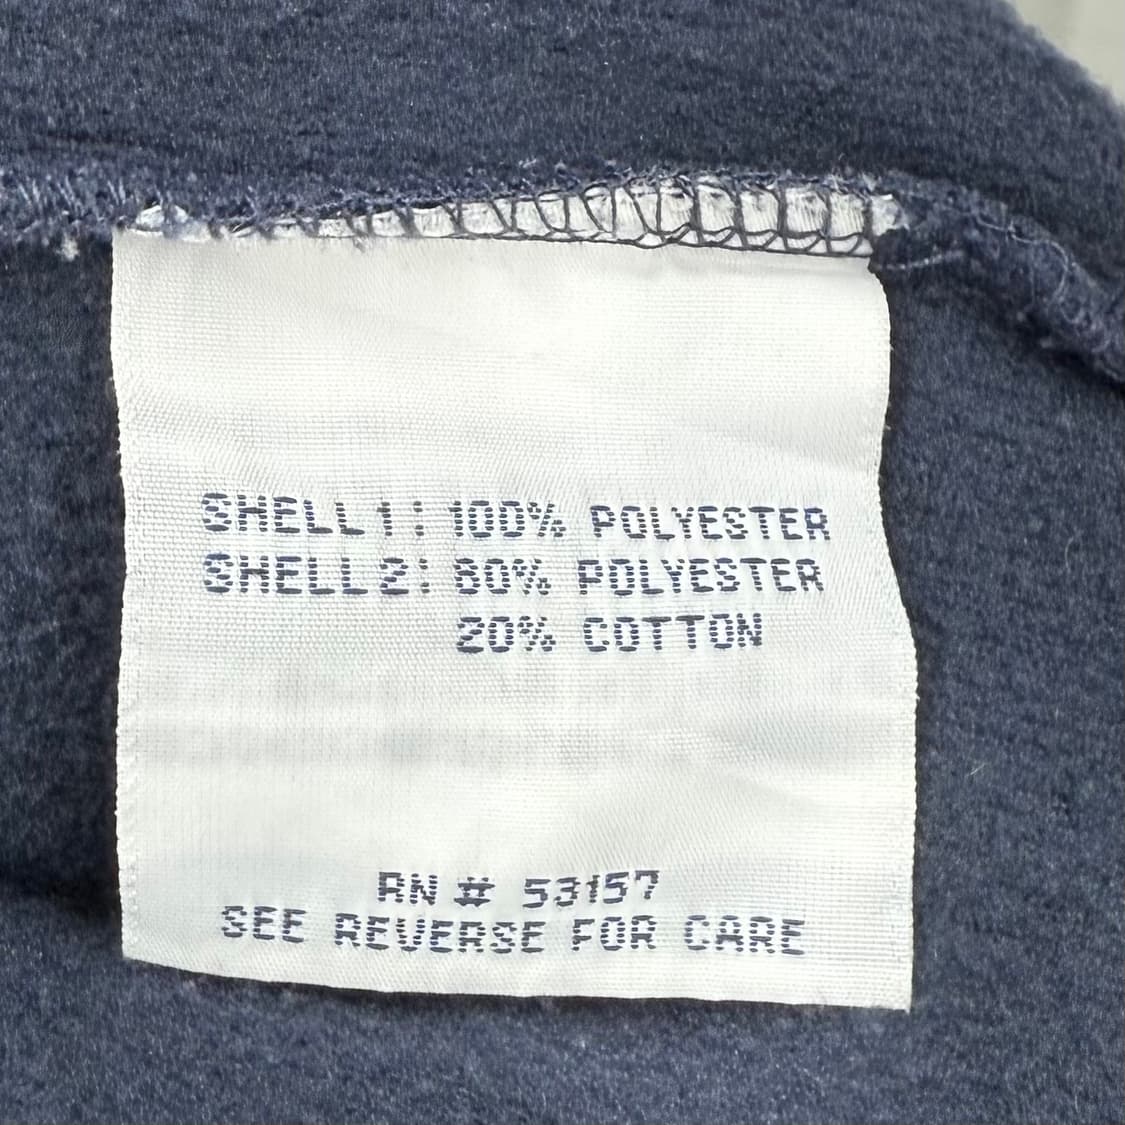 SHELL1: 100% POLYESTER
SHELL2: 80% POLYESTER
20% COTTON
RN # 53157
SEE REVERSE FOR CARE